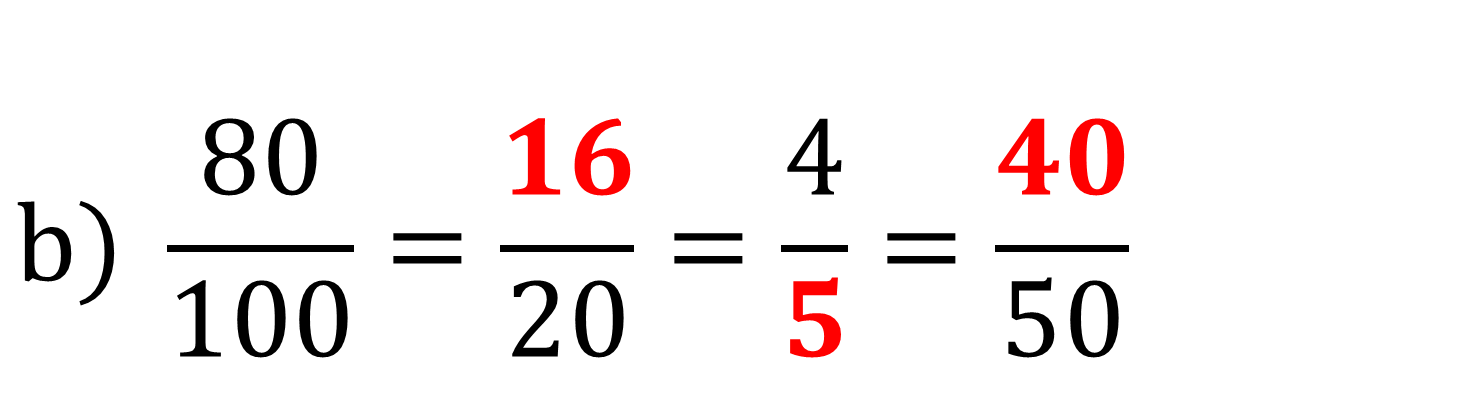 b) 80/100 = 16/20 = 4/5 = 40/50